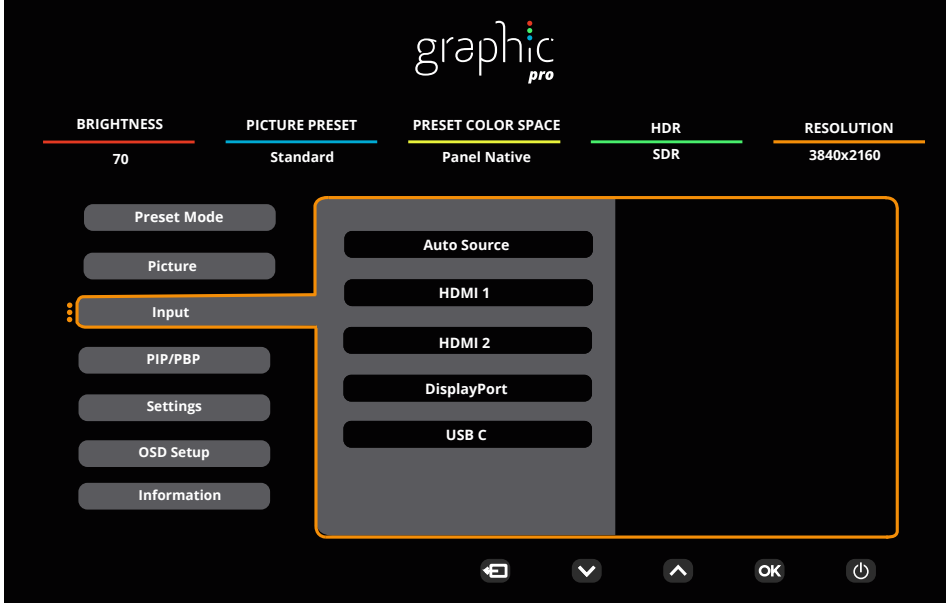 graphic
pro
BRIGHTNESS
PICTURE PRESET
PRESET COLOR SPACE
HDR
RESOLUTION
70
Standard
Panel Native
SDR
3840x2160
Preset Mode
Picture
Input
PIP/PBP
Settings
OSD Setup
Information
Auto Source
HDMI 1
HDMI 2
DisplayPort
USB C
OK